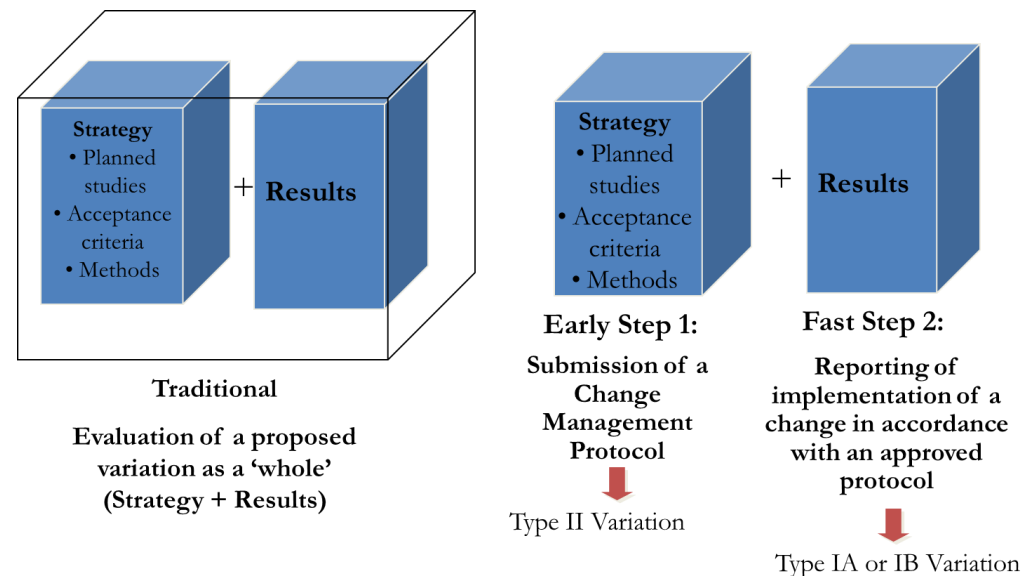 Strategy
• Planned
studies
• Acceptance
criteria
• Methods
+
Results
Traditional
Evaluation of a proposed
variation as a ‘whole’
(Strategy + Results)
Strategy
• Planned
studies
• Acceptance
criteria
• Methods
+
Results
Early Step 1:
Submission of a
Change
Management
Protocol
Type II Variation
Fast Step 2:
Reporting of
implementation of a
change in accordance
with an approved
protocol
Type IA or IB Variation